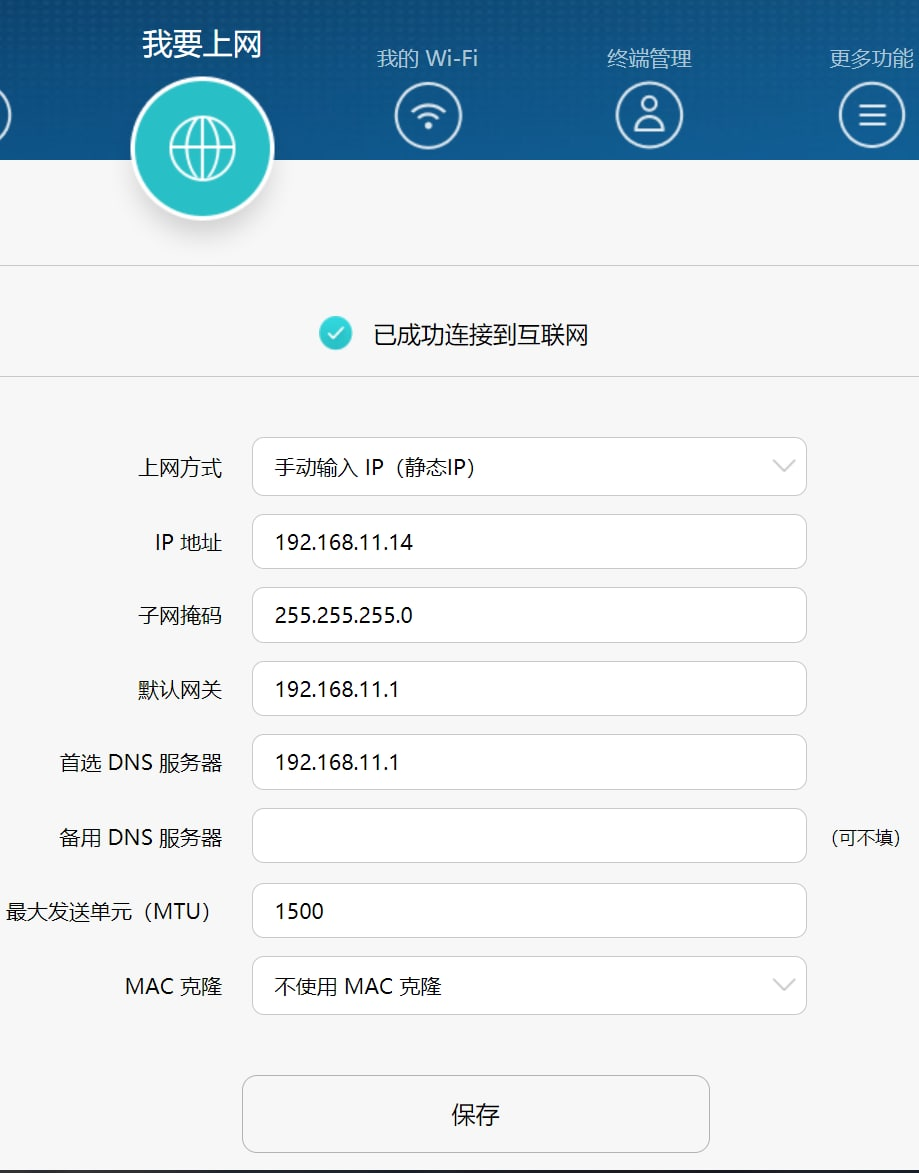 我要上网
我的 Wi-Fi
终端管理
更多功能
已成功连接到互联网
上网方式
手动输入 IP（静态IP）
IP 地址
192.168.11.14
子网掩码
255.255.255.0
默认网关
192.168.11.1
首选 DNS 服务器
192.168.11.1
备用 DNS 服务器
（可不填）
最大发送单元（MTU）
1500
MAC 克隆
不使用 MAC 克隆
保存